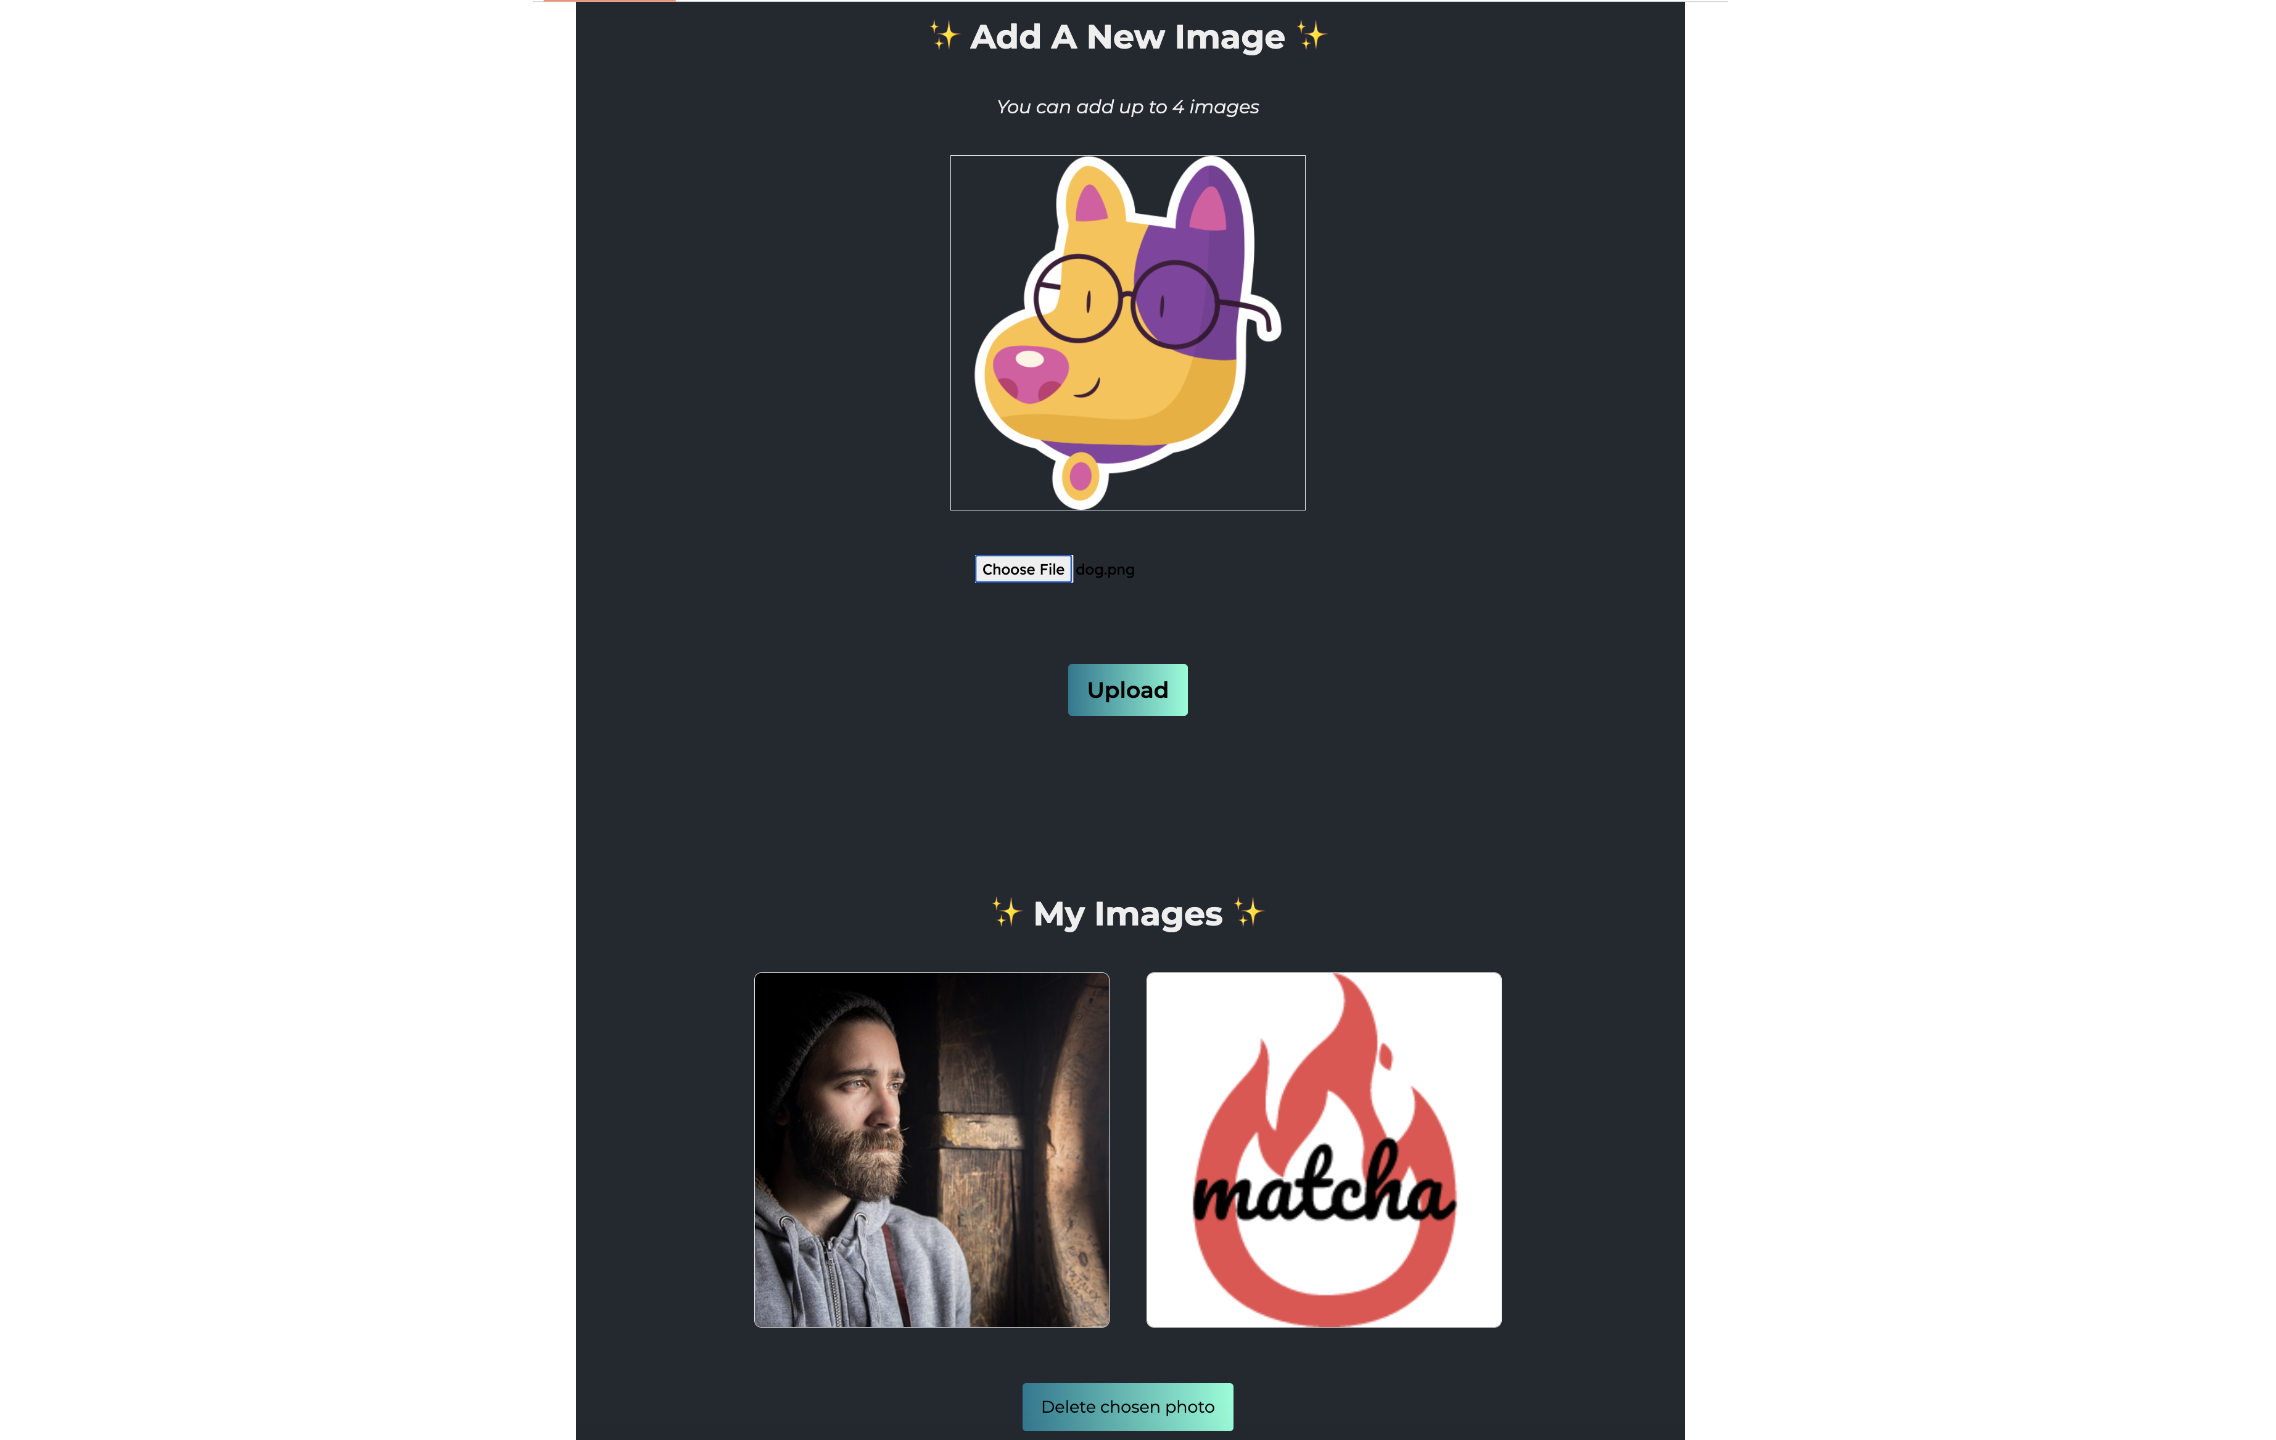 ✨ Add A New Image ✨
You can add up to 4 images
Choose File dog.png
Upload
✨ My Images ✨
matcha
Delete chosen photo